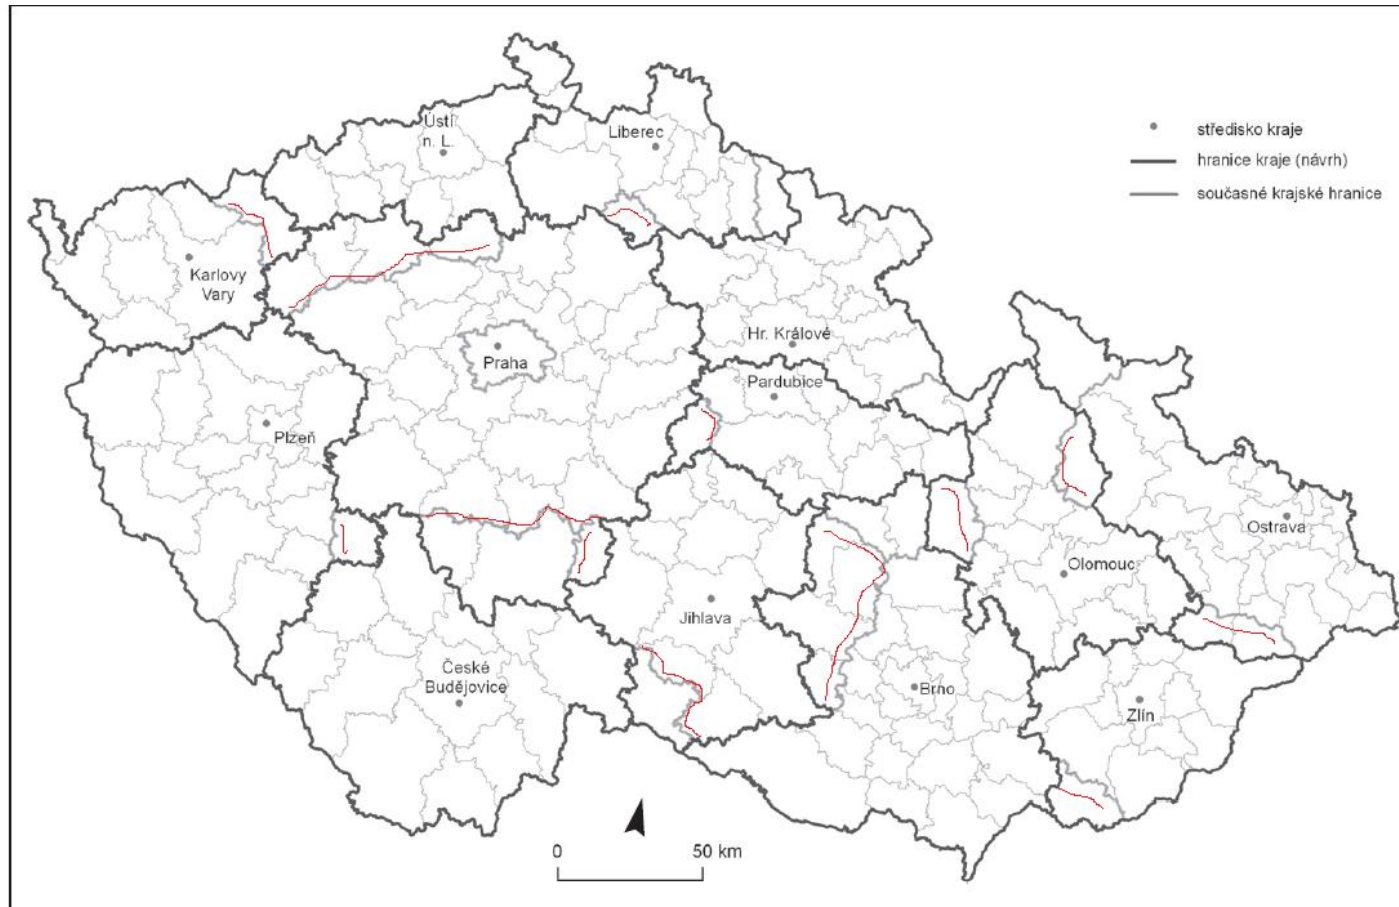 Ústí
n. L.
Liberec
středisko kraje
hranice kraje (návrh)
současné krajské hranice
Karlovy
Vary
Praha
Hr. Králové
Pardubice
Plzeň
Ostrava
Olomouc
Jihlava
České
Budějovice
Brno
Zlín
0 50 km